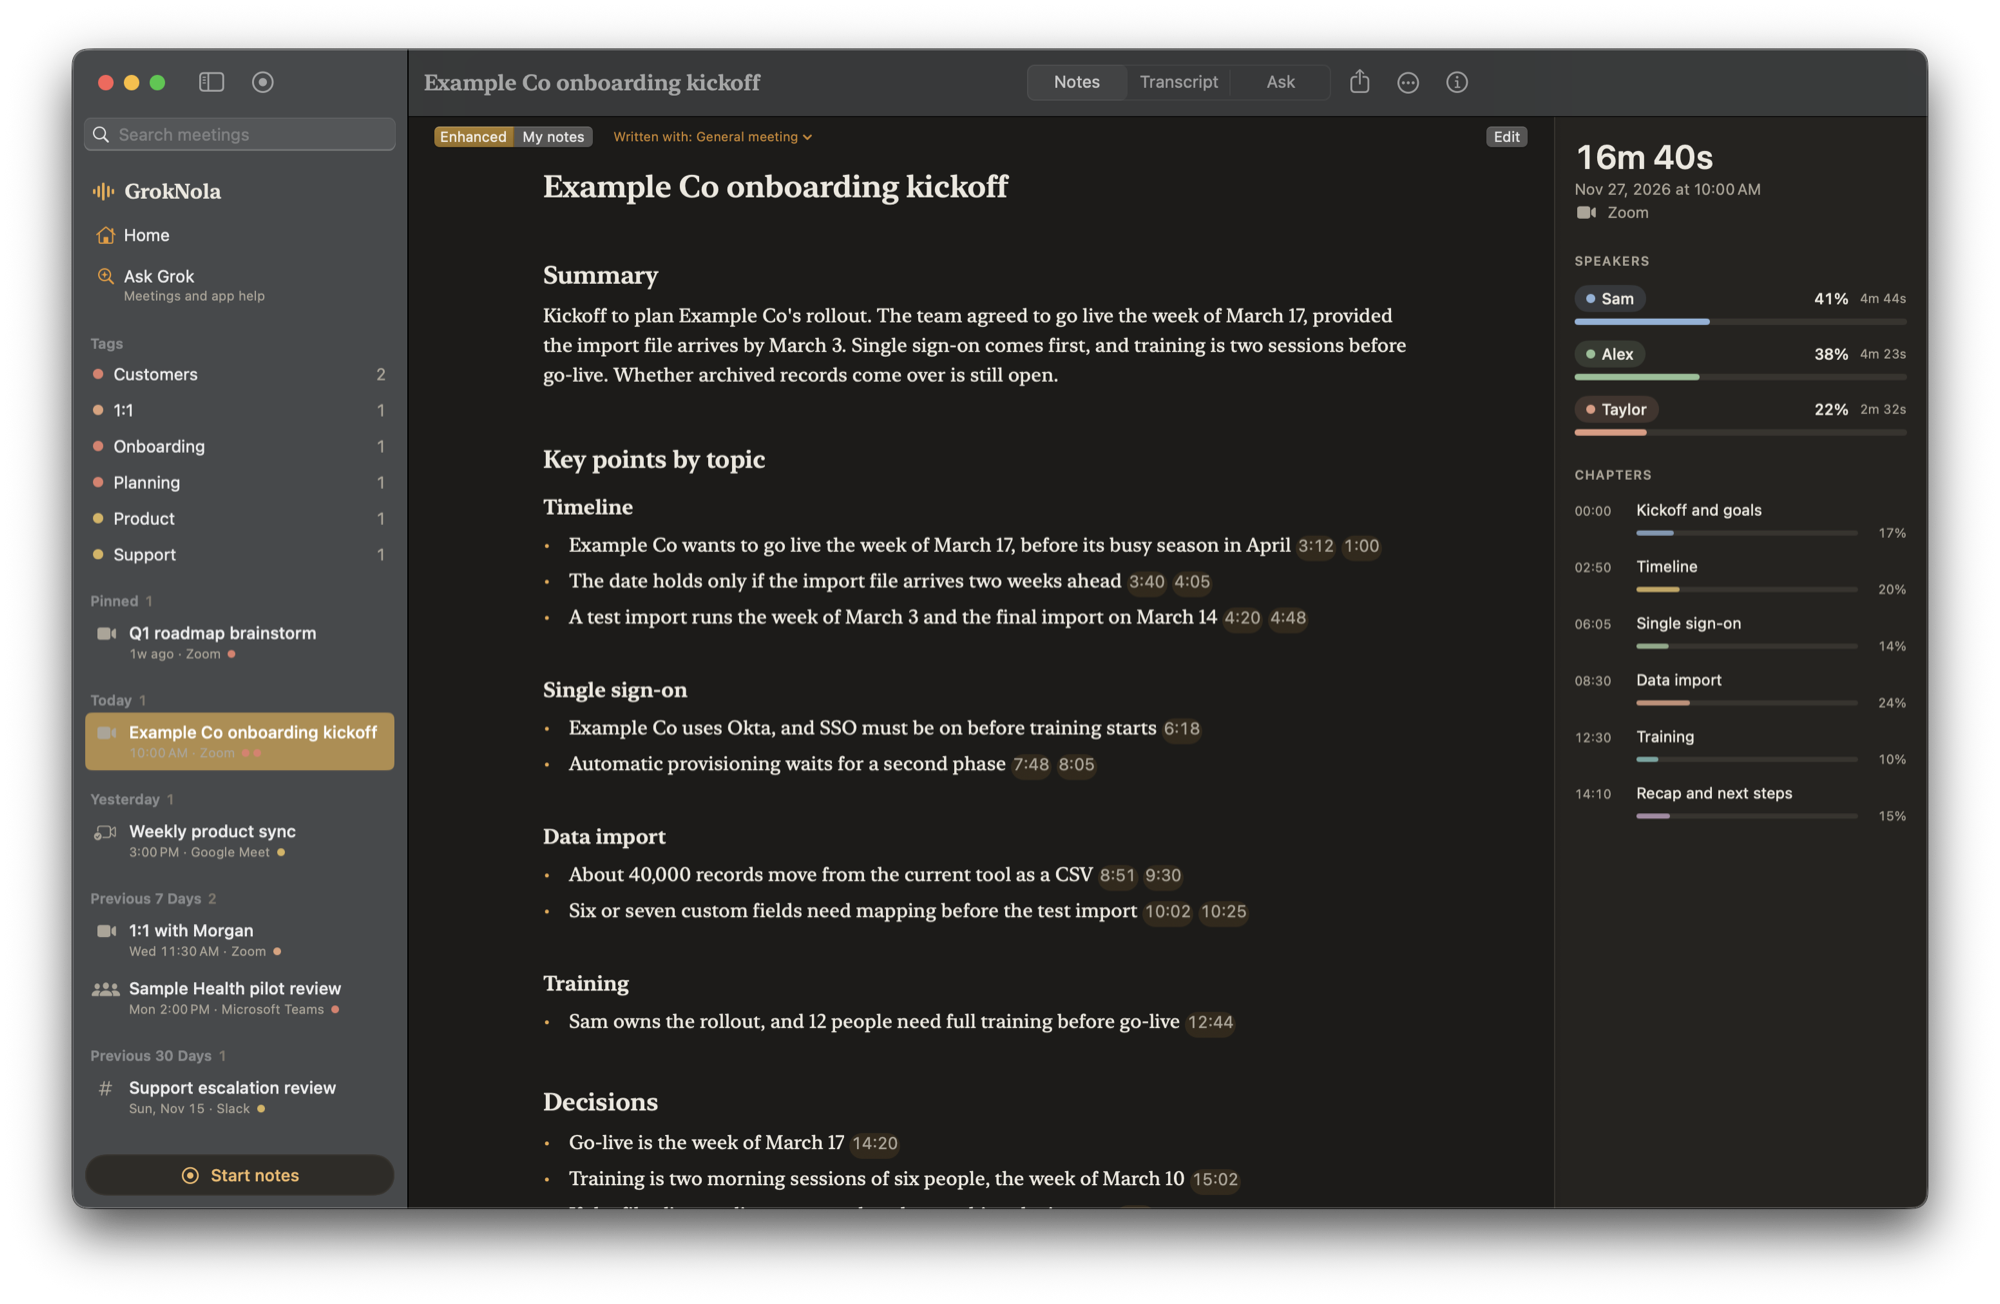 Example Co onboarding kickoff
Notes
Transcript
Ask
Search meetings
GrokNola
Home
Ask Grok
Meetings and app help
Tags
Customers 2
1:1 1
Onboarding 1
Planning 1
Product 1
Support 1
Pinned 1
Q1 roadmap brainstorm
1w ago · Zoom
Today 1
Example Co onboarding kickoff
10:00 AM · Zoom
Yesterday 1
Weekly product sync
3:00 PM · Google Meet
Previous 7 Days 2
1:1 with Morgan
Wed 11:30 AM · Zoom
Sample Health pilot review
Mon 2:00 PM · Microsoft Teams
Previous 30 Days 1
# Support escalation review
Sun, Nov 15 · Slack
Start notes
Enhanced My notes Written with: General meeting Edit
Example Co onboarding kickoff
Summary
Kickoff to plan Example Co's rollout. The team agreed to go live the week of March 17, provided
the import file arrives by March 3. Single sign-on comes first, and training is two sessions before
go-live. Whether archived records come over is still open.
Key points by topic
Timeline
• Example Co wants to go live the week of March 17, before its busy season in April 3:12 1:00
• The date holds only if the import file arrives two weeks ahead 3:40 4:05
• A test import runs the week of March 3 and the final import on March 14 4:20 4:48
Single sign-on
• Example Co uses Okta, and SSO must be on before training starts 6:18
• Automatic provisioning waits for a second phase 7:48 8:05
Data import
• About 40,000 records move from the current tool as a CSV 8:51 9:30
• Six or seven custom fields need mapping before the test import 10:02 10:25
Training
• Sam owns the rollout, and 12 people need full training before go-live 12:44
Decisions
• Go-live is the week of March 17 14:20
• Training is two morning sessions of six people, the week of March 10 15:02
16m 40s
Nov 27, 2026 at 10:00 AM
Zoom
SPEAKERS
Sam 41% 4m 44s
Alex 38% 4m 23s
Taylor 22% 2m 32s
CHAPTERS
00:00 Kickoff and goals
17%
02:50 Timeline
20%
06:05 Single sign-on
14%
08:30 Data import
24%
12:30 Training
10%
14:10 Recap and next steps
15%